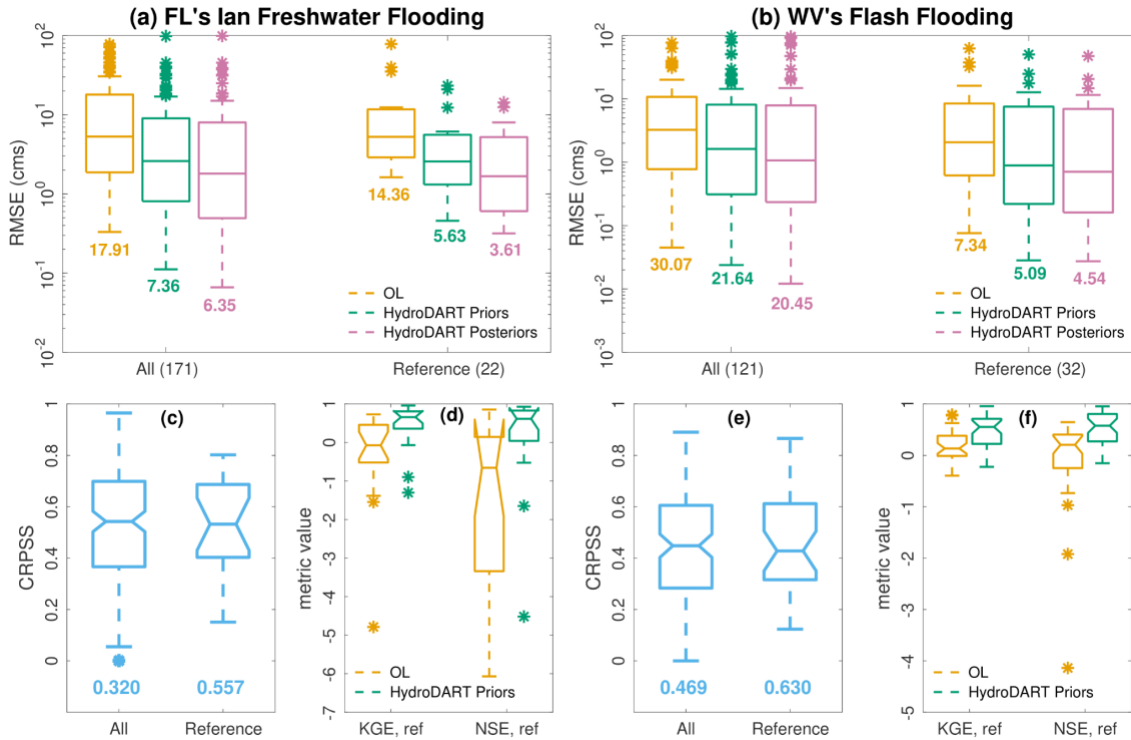 (a) FL's Ian Freshwater Flooding
10^2
10^1
10^0
10^-1
10^-2
RMSE (cms)
17.91
7.36
6.35
14.36
5.63
3.61
OL
HydroDART Priors
HydroDART Posteriors
All (171)
Reference (22)
(b) WV's Flash Flooding
10^2
10^1
10^0
10^-1
10^-2
10^-3
RMSE (cms)
30.07
21.64
20.45
7.34
5.09
4.54
OL
HydroDART Priors
HydroDART Posteriors
All (121)
Reference (32)
(c)
1
0.8
0.6
0.4
0.2
0
CRPSS
0.320
0.557
All
Reference
(d)
0
-1
-2
-3
-4
-5
-6
-7
metric value
OL
HydroDART Priors
KGE, ref
NSE, ref
(e)
1
0.8
0.6
0.4
0.2
0
CRPSS
0.469
0.630
All
Reference
(f)
1
0
-1
-2
-3
-4
-5
metric value
OL
HydroDART Priors
KGE, ref
NSE, ref